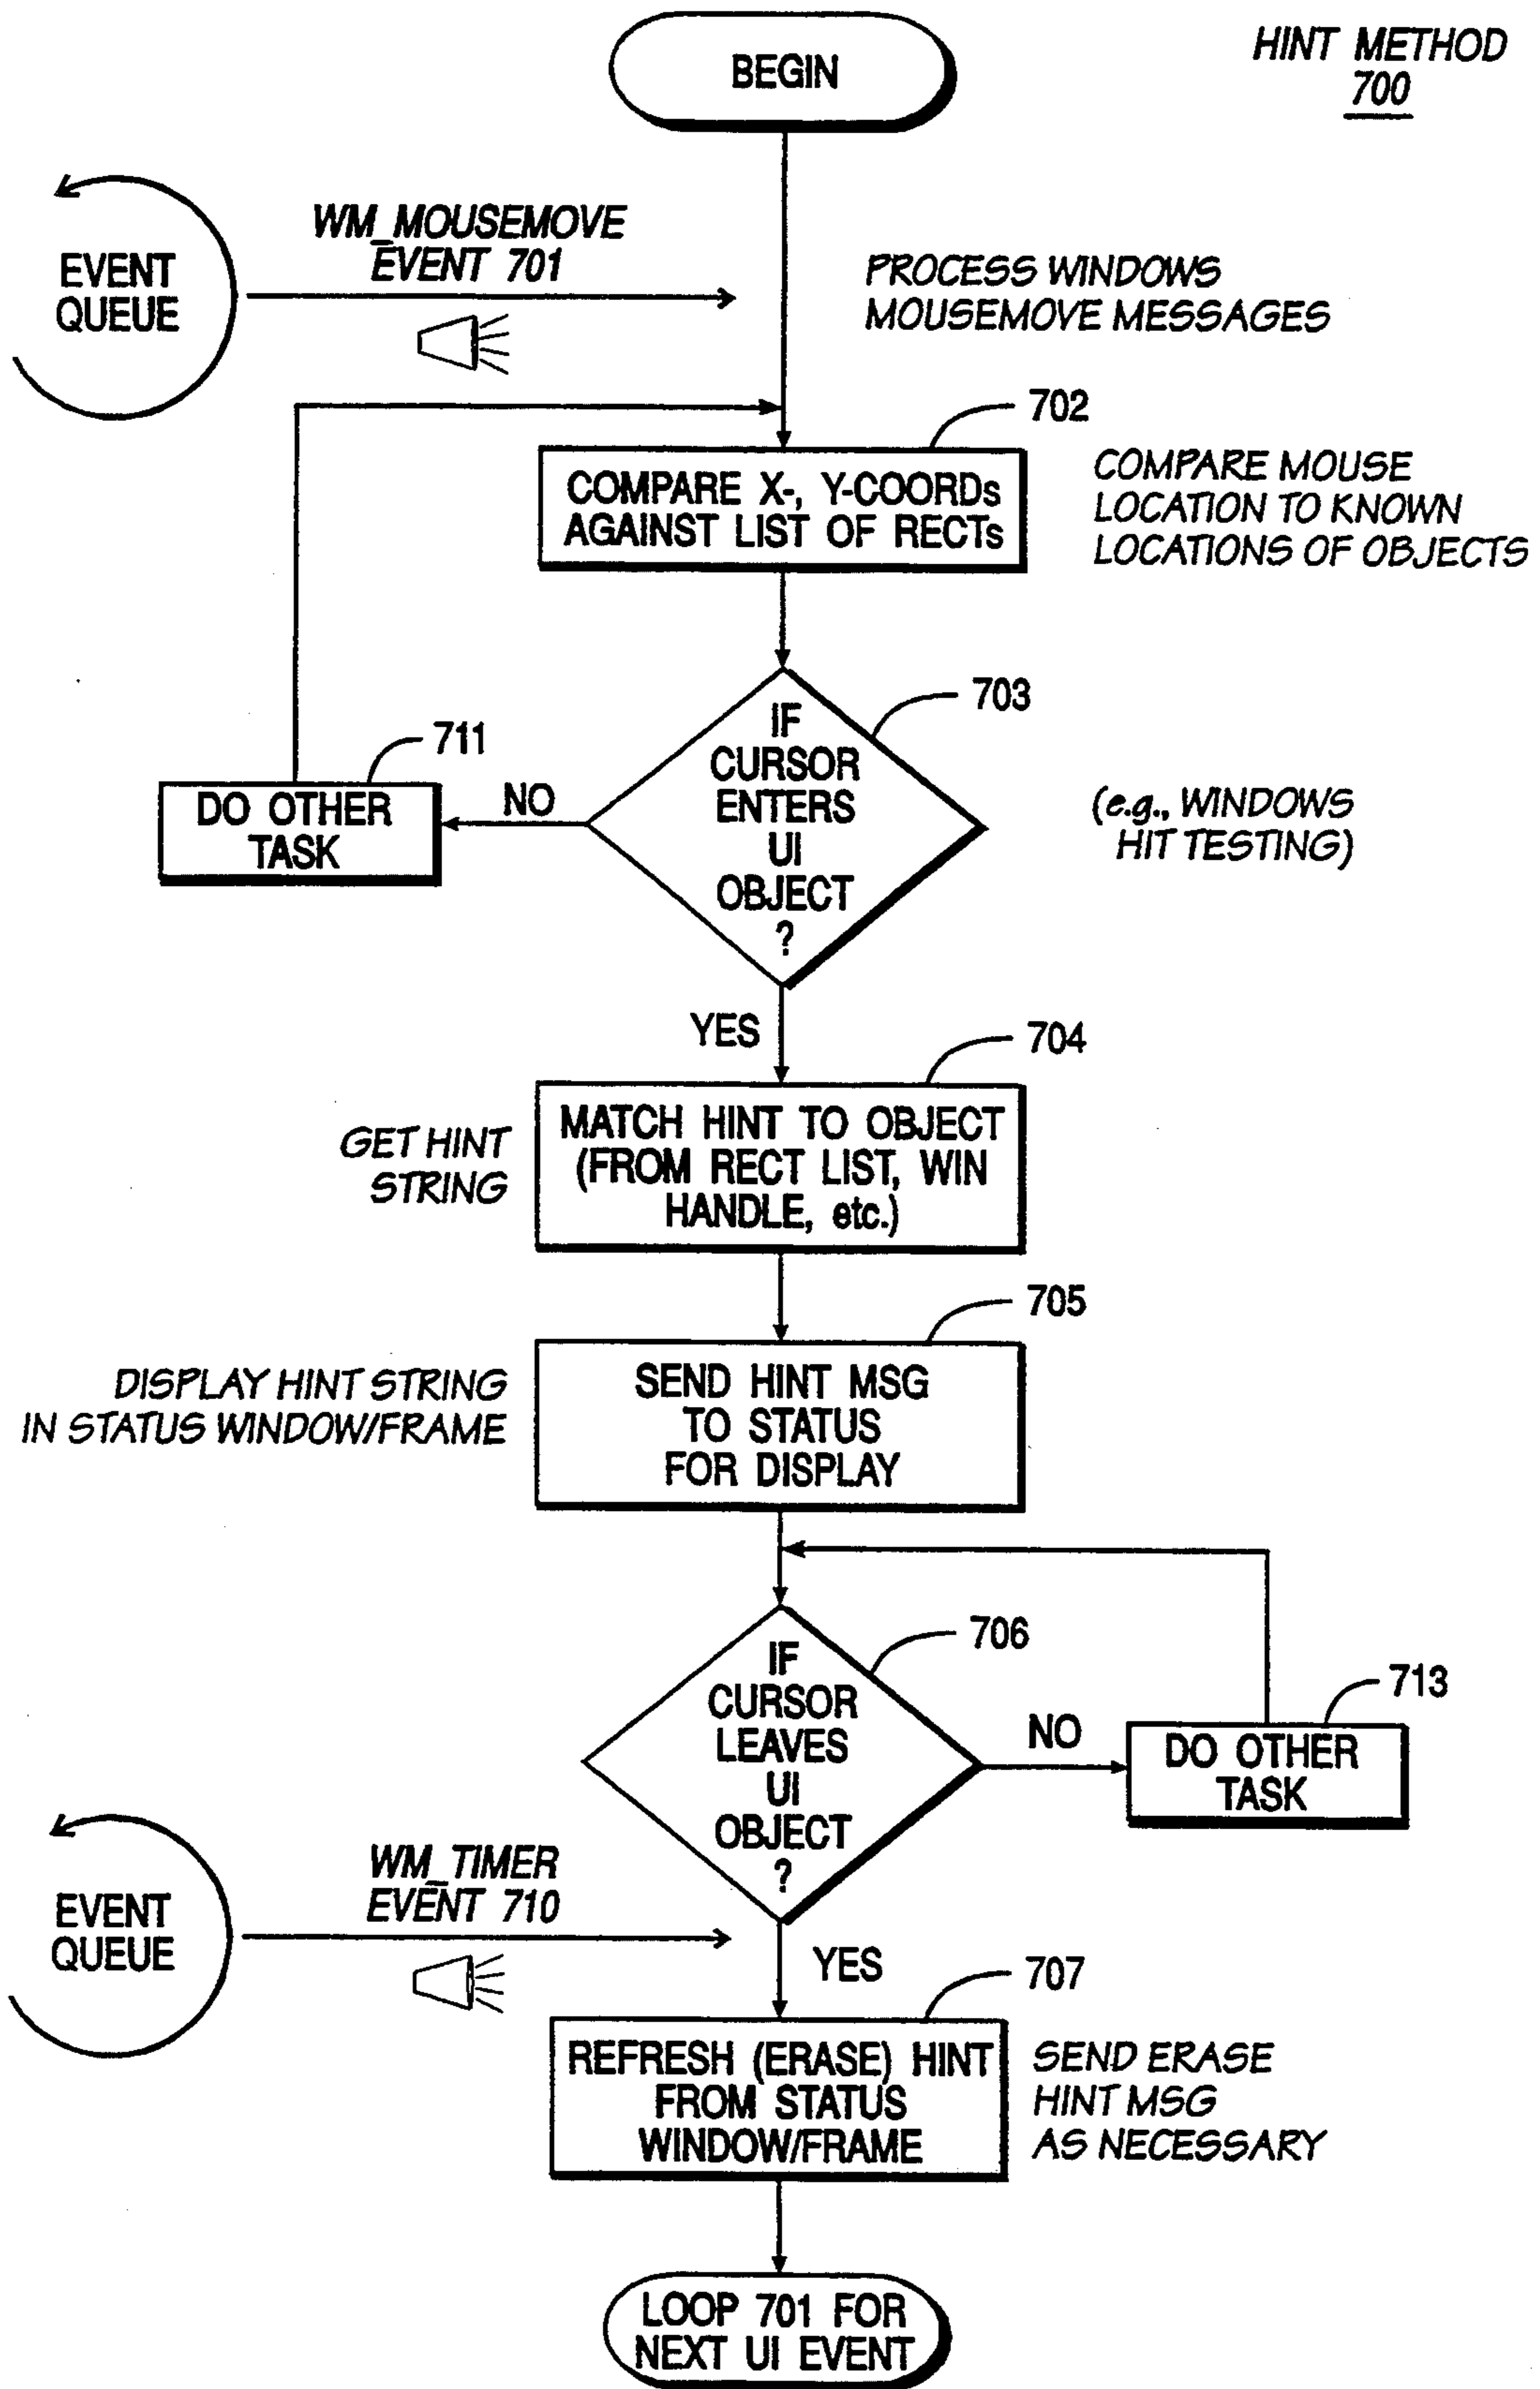 BEGIN
HINT METHOD
700
EVENT
QUEUE
WM_MOUSEMOVE
EVENT 701
PROCESS WINDOWS
MOUSEMOVE MESSAGES
702
COMPARE X-, Y-COORDs
AGAINST LIST OF RECTs
COMPARE MOUSE
LOCATION TO KNOWN
LOCATIONS OF OBJECTS
703
IF
CURSOR
ENTERS
UI
OBJECT
?
(e.g., WINDOWS
HIT TESTING)
NO
711
DO OTHER
TASK
YES
704
GET HINT
STRING
MATCH HINT TO OBJECT
(FROM RECT LIST, WIN
HANDLE, etc.)
705
DISPLAY HINT STRING
IN STATUS WINDOW/FRAME
SEND HINT MSG
TO STATUS
FOR DISPLAY
706
IF
CURSOR
LEAVES
UI
OBJECT
?
NO
713
DO OTHER
TASK
EVENT
QUEUE
WM_TIMER
EVENT 710
YES
707
REFRESH (ERASE) HINT
FROM STATUS
WINDOW/FRAME
SEND ERASE
HINT MSG
AS NECESSARY
LOOP 701 FOR
NEXT UI EVENT